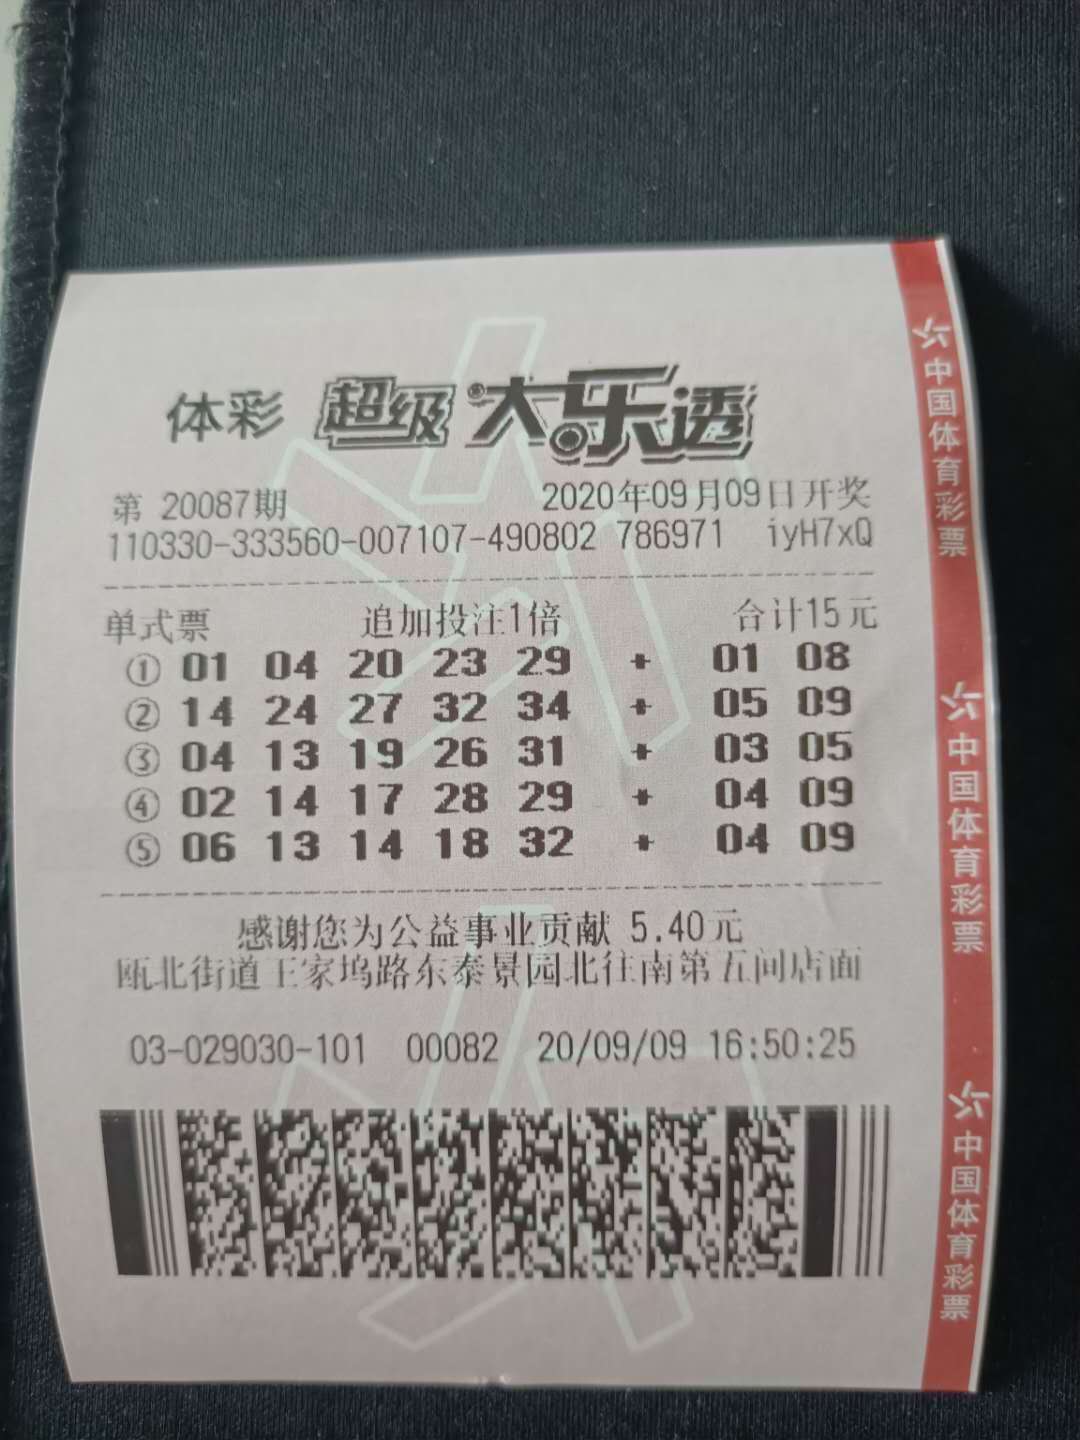 体彩 超级大乐透
第 20087期 2020年09月09日开奖
110330-333560-007107-490802 786971 iyH7xQ
单式票 追加投注1倍 合计15元
① 01 04 20 23 29 + 01 08
② 14 24 27 32 34 + 05 09
③ 04 13 19 26 31 + 03 05
④ 02 14 17 28 29 + 04 09
⑤ 06 13 14 18 32 + 04 09
感谢您为公益事业贡献 5.40元
瓯北街道王家坞路东泰景园北往南第五间店面
03-029030-101 00082 20/09/09 16:50:25
中国体育彩票
中国体育彩票
中国体育彩票